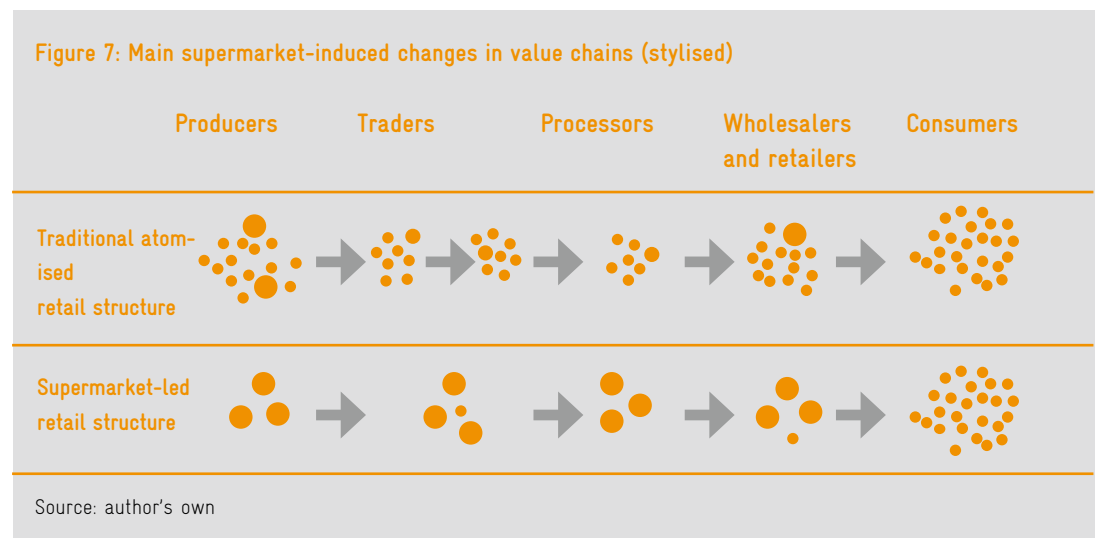 Figure 7: Main supermarket-induced changes in value chains (stylised)
Producers Traders Processors Wholesalers Consumers
and retailers
Traditional atom-
ised
retail structure
Supermarket-led
retail structure
Source: author's own